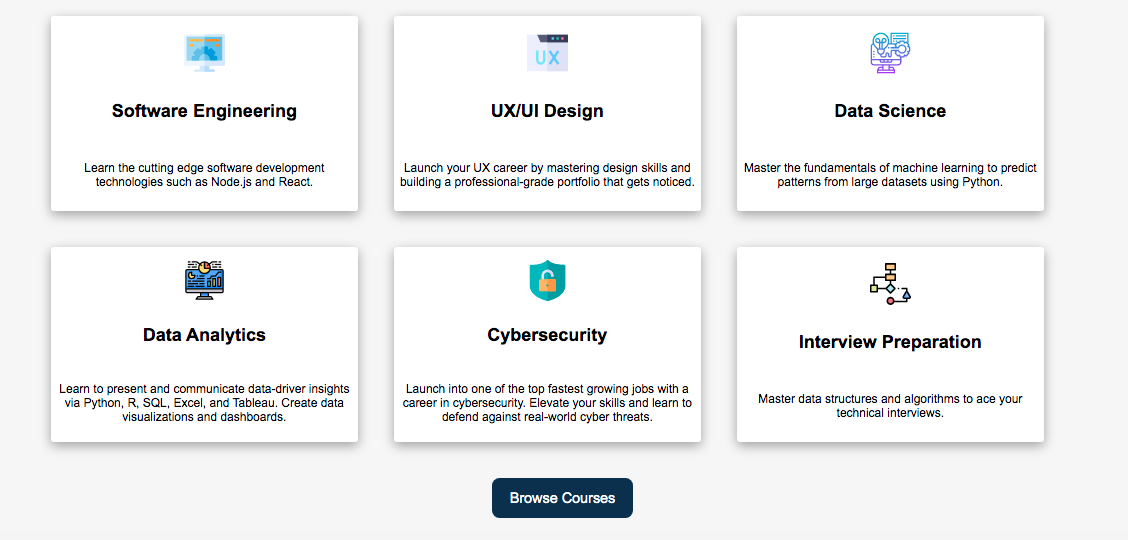 UX
Software Engineering
UX/UI Design
Data Science
Learn the cutting edge software development
technologies such as Node.js and React.
Launch your UX career by mastering design skills and
building a professional-grade portfolio that gets noticed.
Master the fundamentals of machine learning to predict
patterns from large datasets using Python.
Data Analytics
Cybersecurity
Interview Preparation
Learn to present and communicate data-driver insights
via Python, R, SQL, Excel, and Tableau. Create data
visualizations and dashboards.
Launch into one of the top fastest growing jobs with a
career in cybersecurity. Elevate your skills and learn to
defend against real-world cyber threats.
Master data structures and algorithms to ace your
technical interviews.
Browse Courses